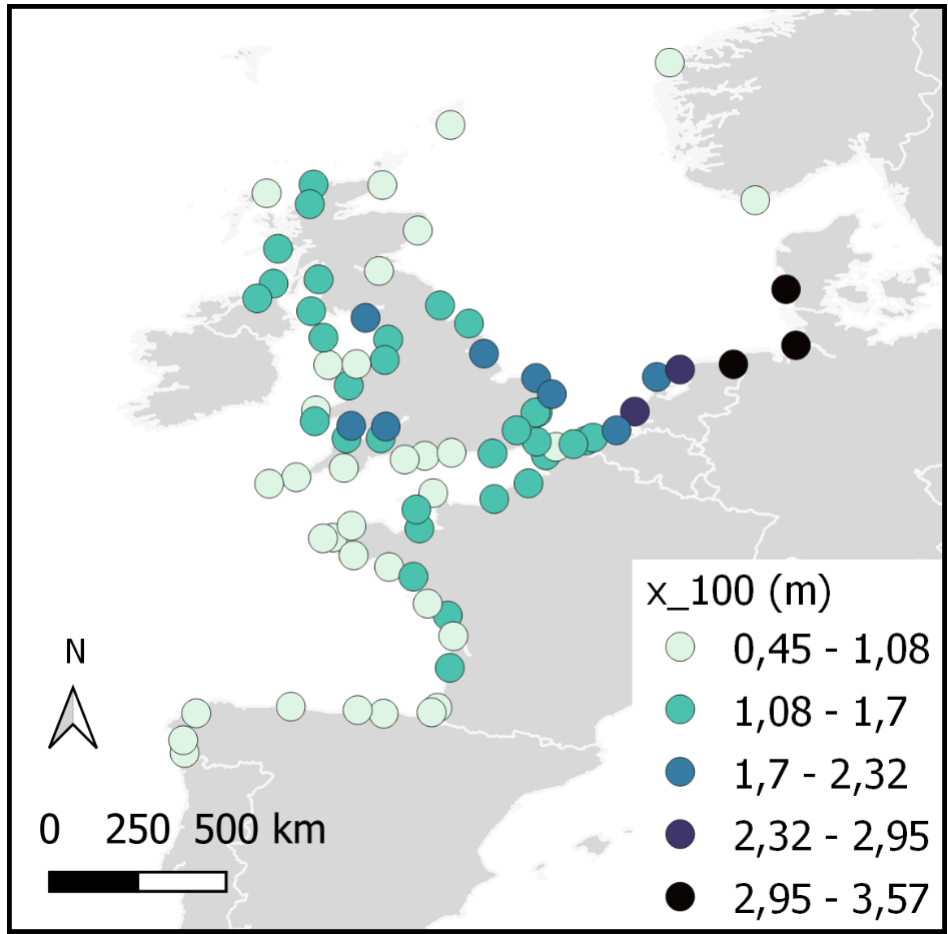 x_100 (m)
0,45 - 1,08
1,08 - 1,7
1,7 - 2,32
2,32 - 2,95
2,95 - 3,57
N
0 250 500 km